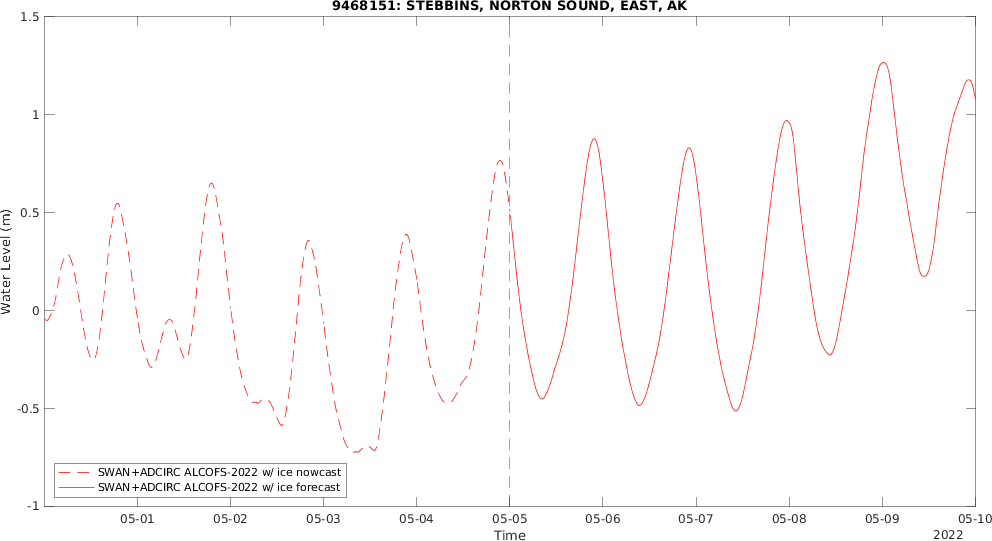 9468151: STEBBINS, NORTON SOUND, EAST, AK
Water Level (m)
1.5
1
0.5
0
-0.5
-1
SWAN+ADCIRC ALCOFS-2022 w/ ice nowcast
SWAN+ADCIRC ALCOFS-2022 w/ ice forecast
05-01 05-02 05-03 05-04 05-05 05-06 05-07 05-08 05-09 05-10
Time
2022